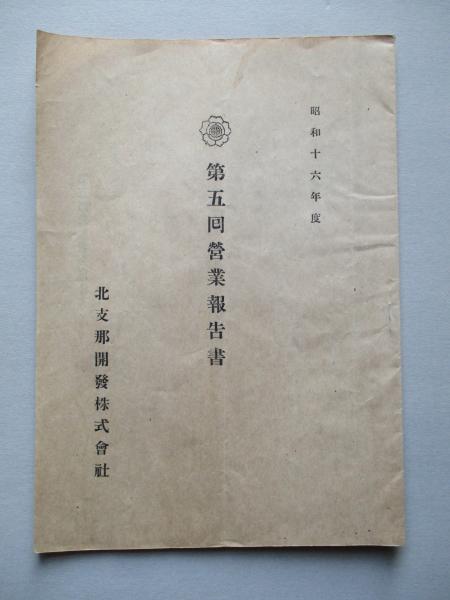 昭和十六年度
第五回營業報告書
北支那開發株式會社